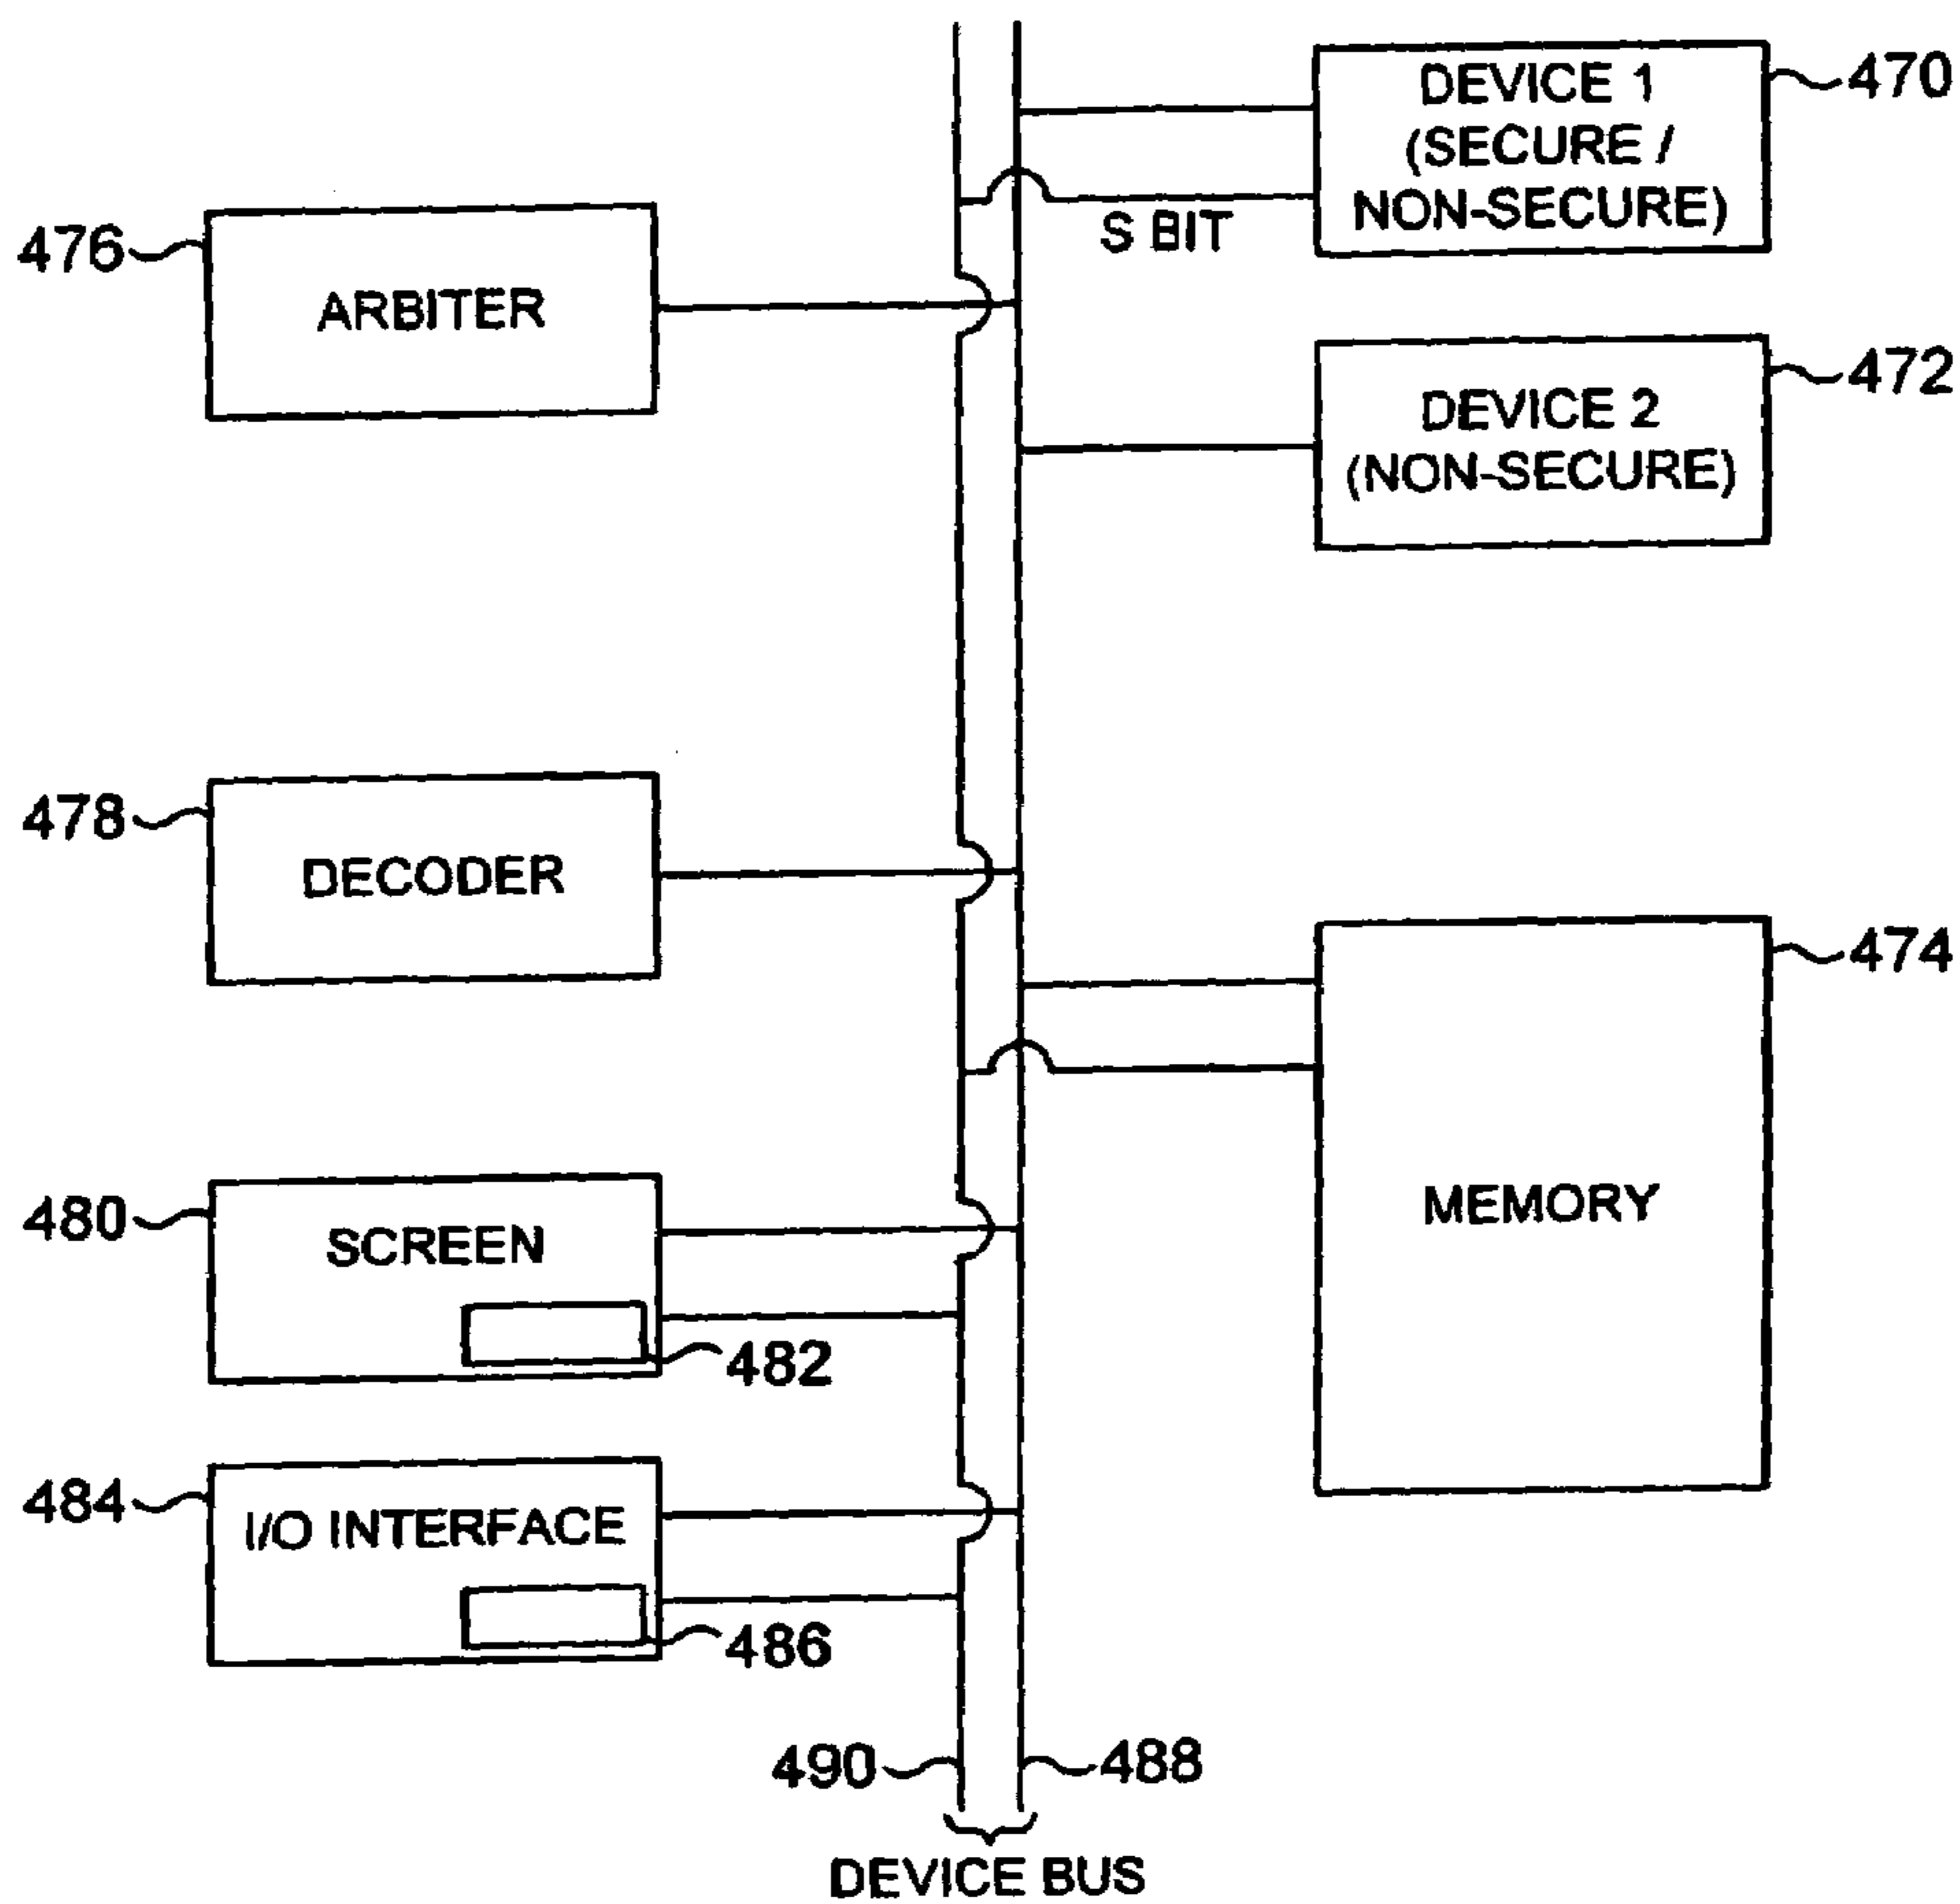 DEVICE 1
(SECURE /
NON-SECURE)
470
S BIT
476
ARBITER
DEVICE 2
(NON-SECURE)
472
478
DECODER
474
MEMORY
480
SCREEN
482
484
I/O INTERFACE
486
490
488
DEVICE BUS